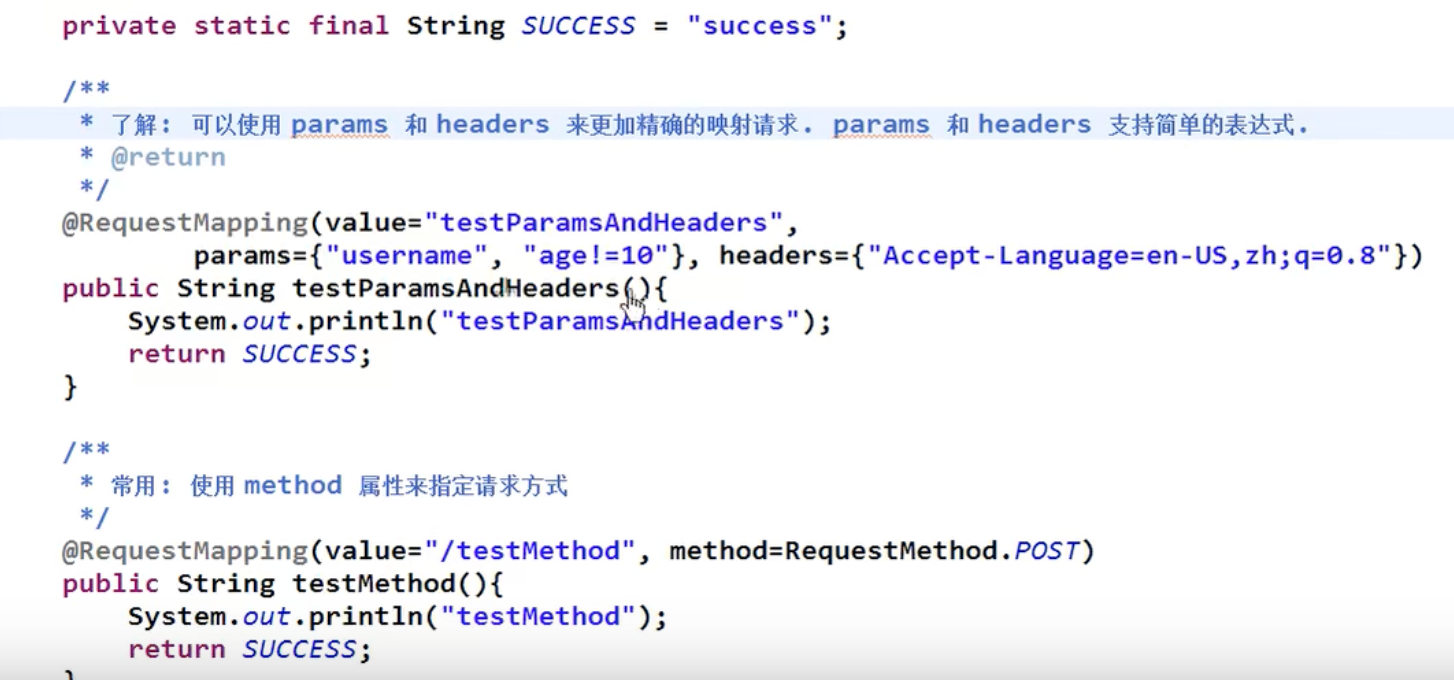 private static final String SUCCESS = "success";
/**
* 了解: 可以使用 params 和 headers 来更加精确的映射请求. params 和 headers 支持简单的表达式.
* @return
*/
@RequestMapping(value="testParamsAndHeaders",
params={"username", "age!=10"}, headers={"Accept-Language=en-US,zh;q=0.8"})
public String testParamsAndHeaders(){
System.out.println("testParamsAndHeaders");
return SUCCESS;
}
/**
* 常用: 使用 method 属性来指定请求方式
*/
@RequestMapping(value="/testMethod", method=RequestMethod.POST)
public String testMethod(){
System.out.println("testMethod");
return SUCCESS;
}